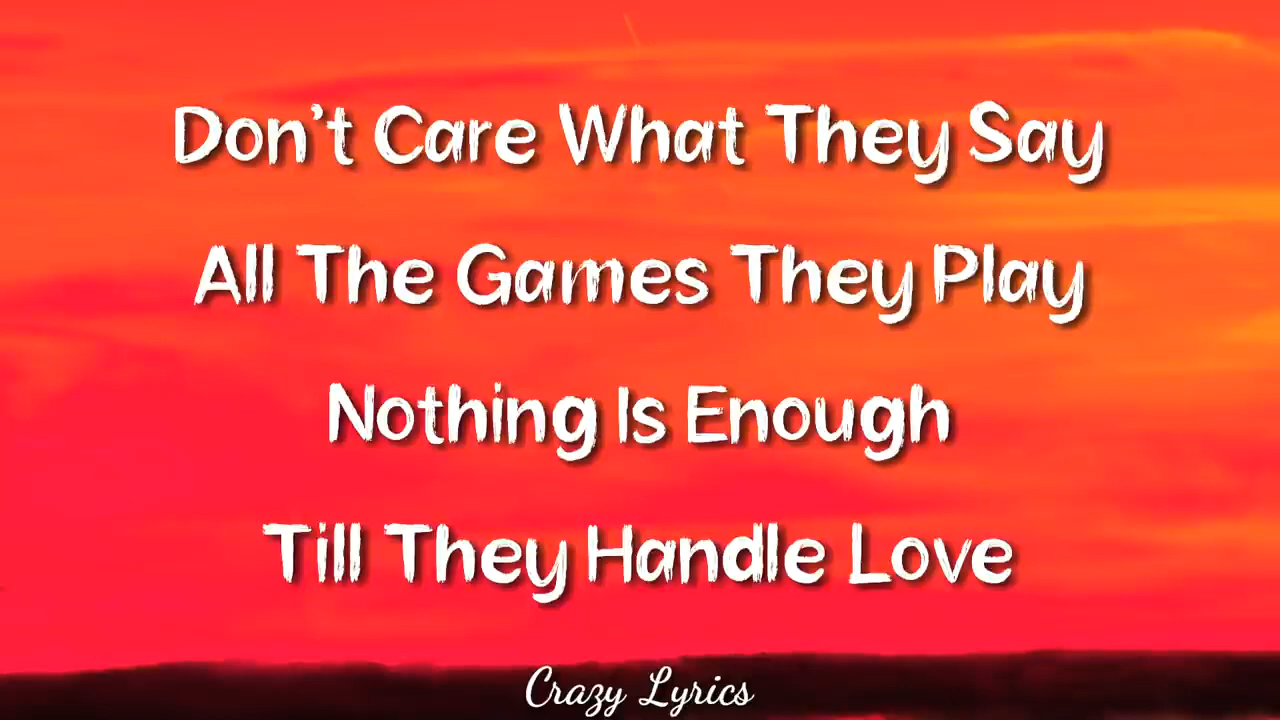 Don't Care What They Say
All The Games They Play
Nothing Is Enough
Till They Handle Love
Crazy Lyrics